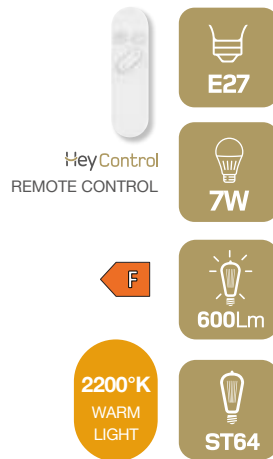 E27
HeyControl
REMOTE CONTROL
7W
F
600Lm
2200°K
WARM
LIGHT
ST64